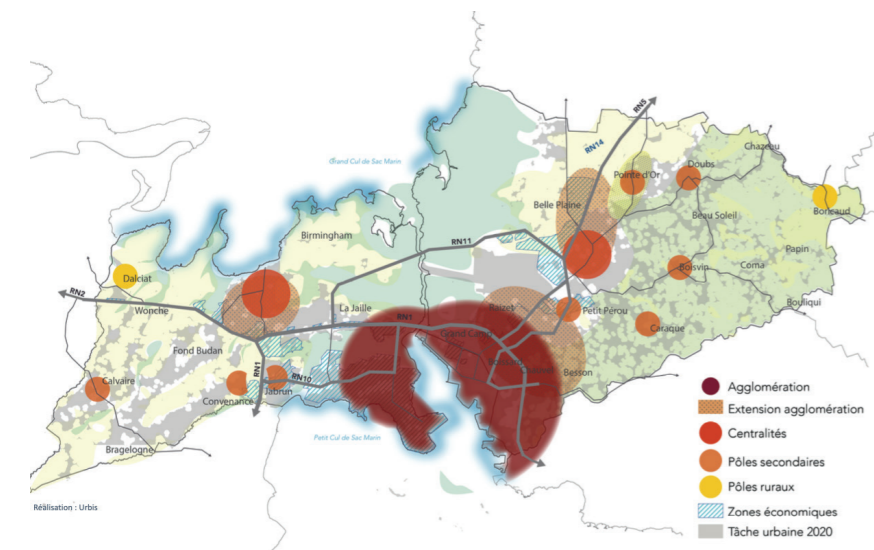 RN5
RN14
Chazeau
Grand Cul de Sac Marin
Doubs
Pointe d'Or
Belle Plaine
Boricaud
Beau Soleil
Birmingham
RN11
Papin
Boisvin
Coma
Dalciat
RN2
Wonche
La Jaille
Raizet
Petit Pérou
Bouliqui
RN1
Grand Camp
Caraque
Fond Budan
RN1
RN10
Besson
Calvaire
Jabrun
Convenance
Petit Cul de Sac Marin
Bragelogne
Agglomération
Extension agglomération
Centralités
Pôles secondaires
Pôles ruraux
Zones économiques
Tâche urbaine 2020
Réalisation : Urbis